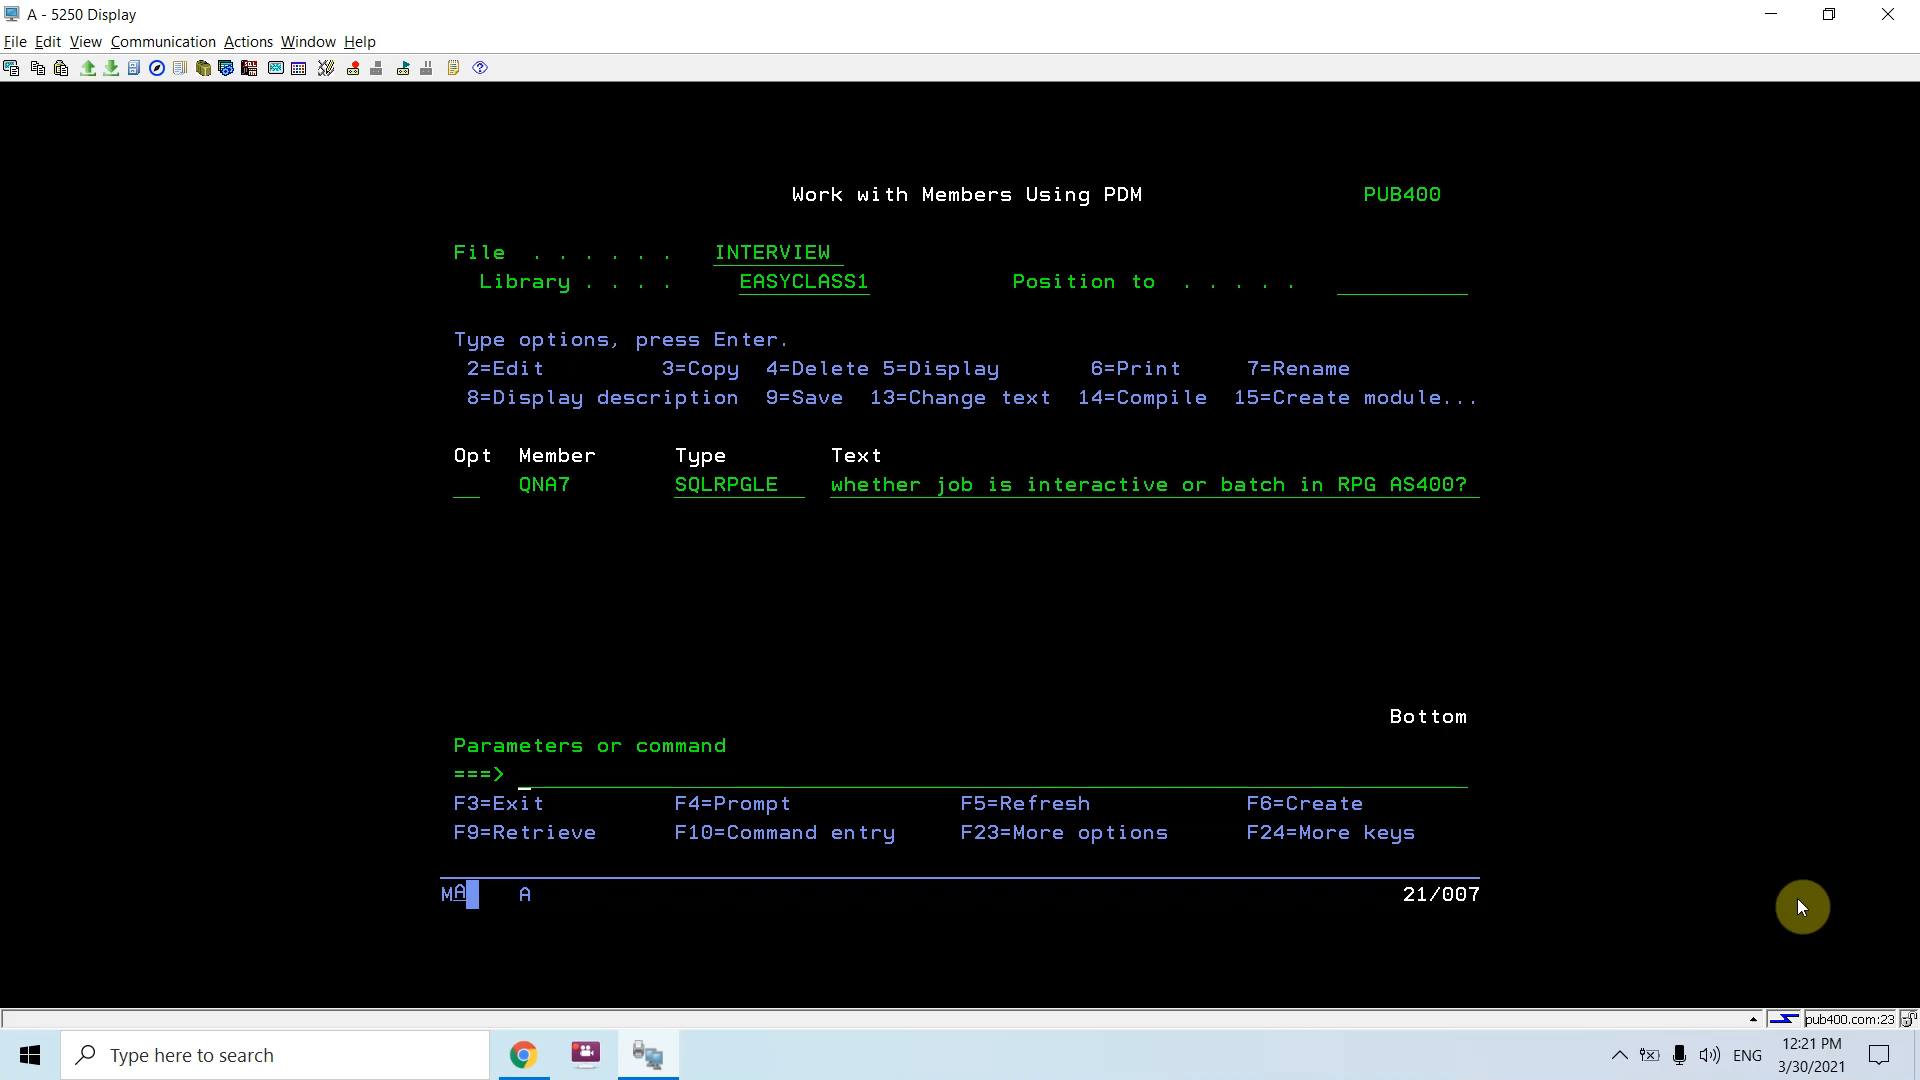 A - 5250 Display
File Edit View Communication Actions Window Help
Work with Members Using PDM PUB400
File . . . . . . INTERVIEW
Library . . . . EASYCLASS1 Position to . . . . .
Type options, press Enter.
2=Edit 3=Copy 4=Delete 5=Display 6=Print 7=Rename
8=Display description 9=Save 13=Change text 14=Compile 15=Create module...
Opt Member Type Text
QNA7 SQLRPGLE whether job is interactive or batch in RPG AS400?
Bottom
Parameters or command
===>
F3=Exit F4=Prompt F5=Refresh F6=Create
F9=Retrieve F10=Command entry F23=More options F24=More keys
MA A 21/007
pub400.com:23
Type here to search ENG 12:21 PM
3/30/2021